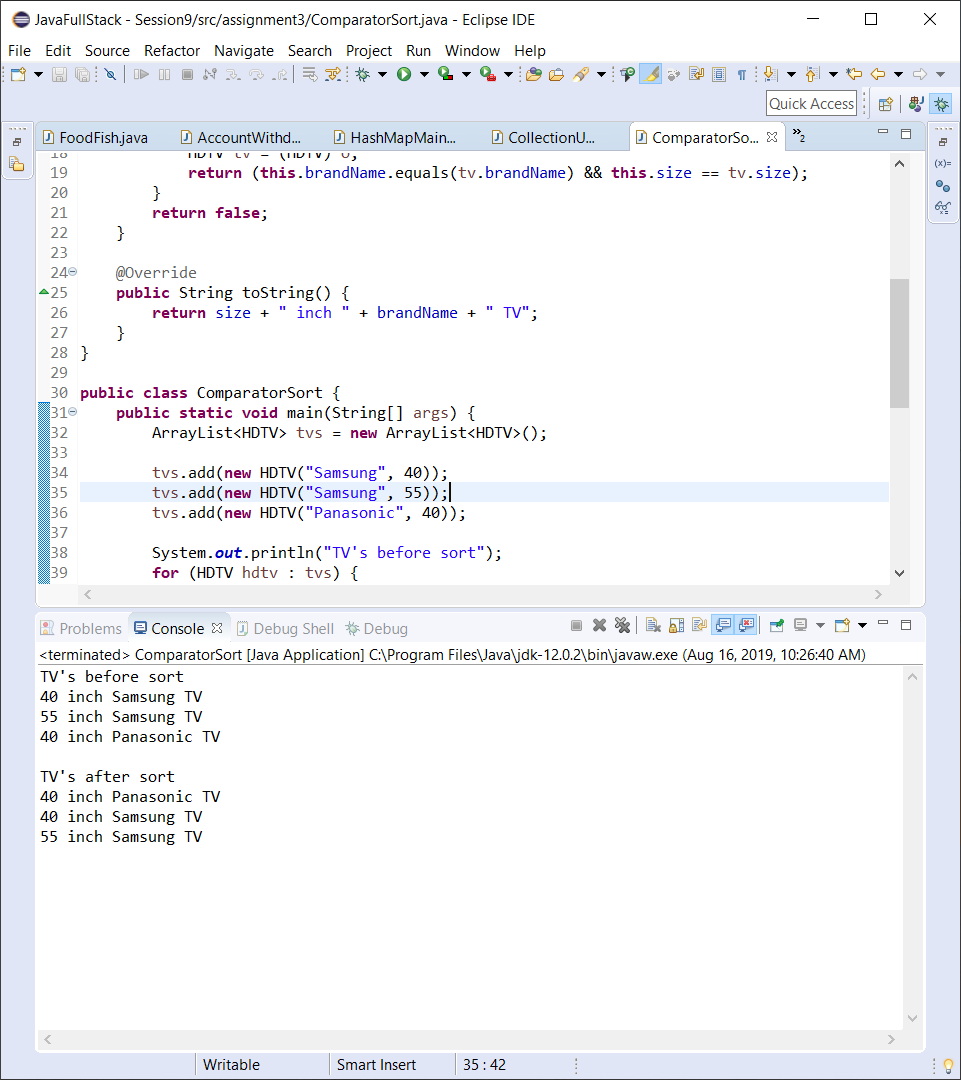 JavaFullStack - Session9/src/assignment3/ComparatorSort.java - Eclipse IDE
File Edit Source Refactor Navigate Search Project Run Window Help
Quick Access
FoodFish.java AccountWithd... HashMapMain... CollectionU... ComparatorSo... »2
18 HDTV tv = (HDTV) o;
19 return (this.brandName.equals(tv.brandName) && this.size == tv.size);
20 }
21 return false;
22 }
23
24 @Override
25 public String toString() {
26 return size + " inch " + brandName + " TV";
27 }
28 }
29
30 public class ComparatorSort {
31 public static void main(String[] args) {
32 ArrayList<HDTV> tvs = new ArrayList<HDTV>();
33
34 tvs.add(new HDTV("Samsung", 40));
35 tvs.add(new HDTV("Samsung", 55));
36 tvs.add(new HDTV("Panasonic", 40));
37
38 System.out.println("TV's before sort");
39 for (HDTV hdtv : tvs) {
Problems Console Debug Shell Debug
<terminated> ComparatorSort [Java Application] C:\Program Files\Java\jdk-12.0.2\bin\javaw.exe (Aug 16, 2019, 10:26:40 AM)
TV's before sort
40 inch Samsung TV
55 inch Samsung TV
40 inch Panasonic TV
TV's after sort
40 inch Panasonic TV
40 inch Samsung TV
55 inch Samsung TV
Writable Smart Insert 35 : 42